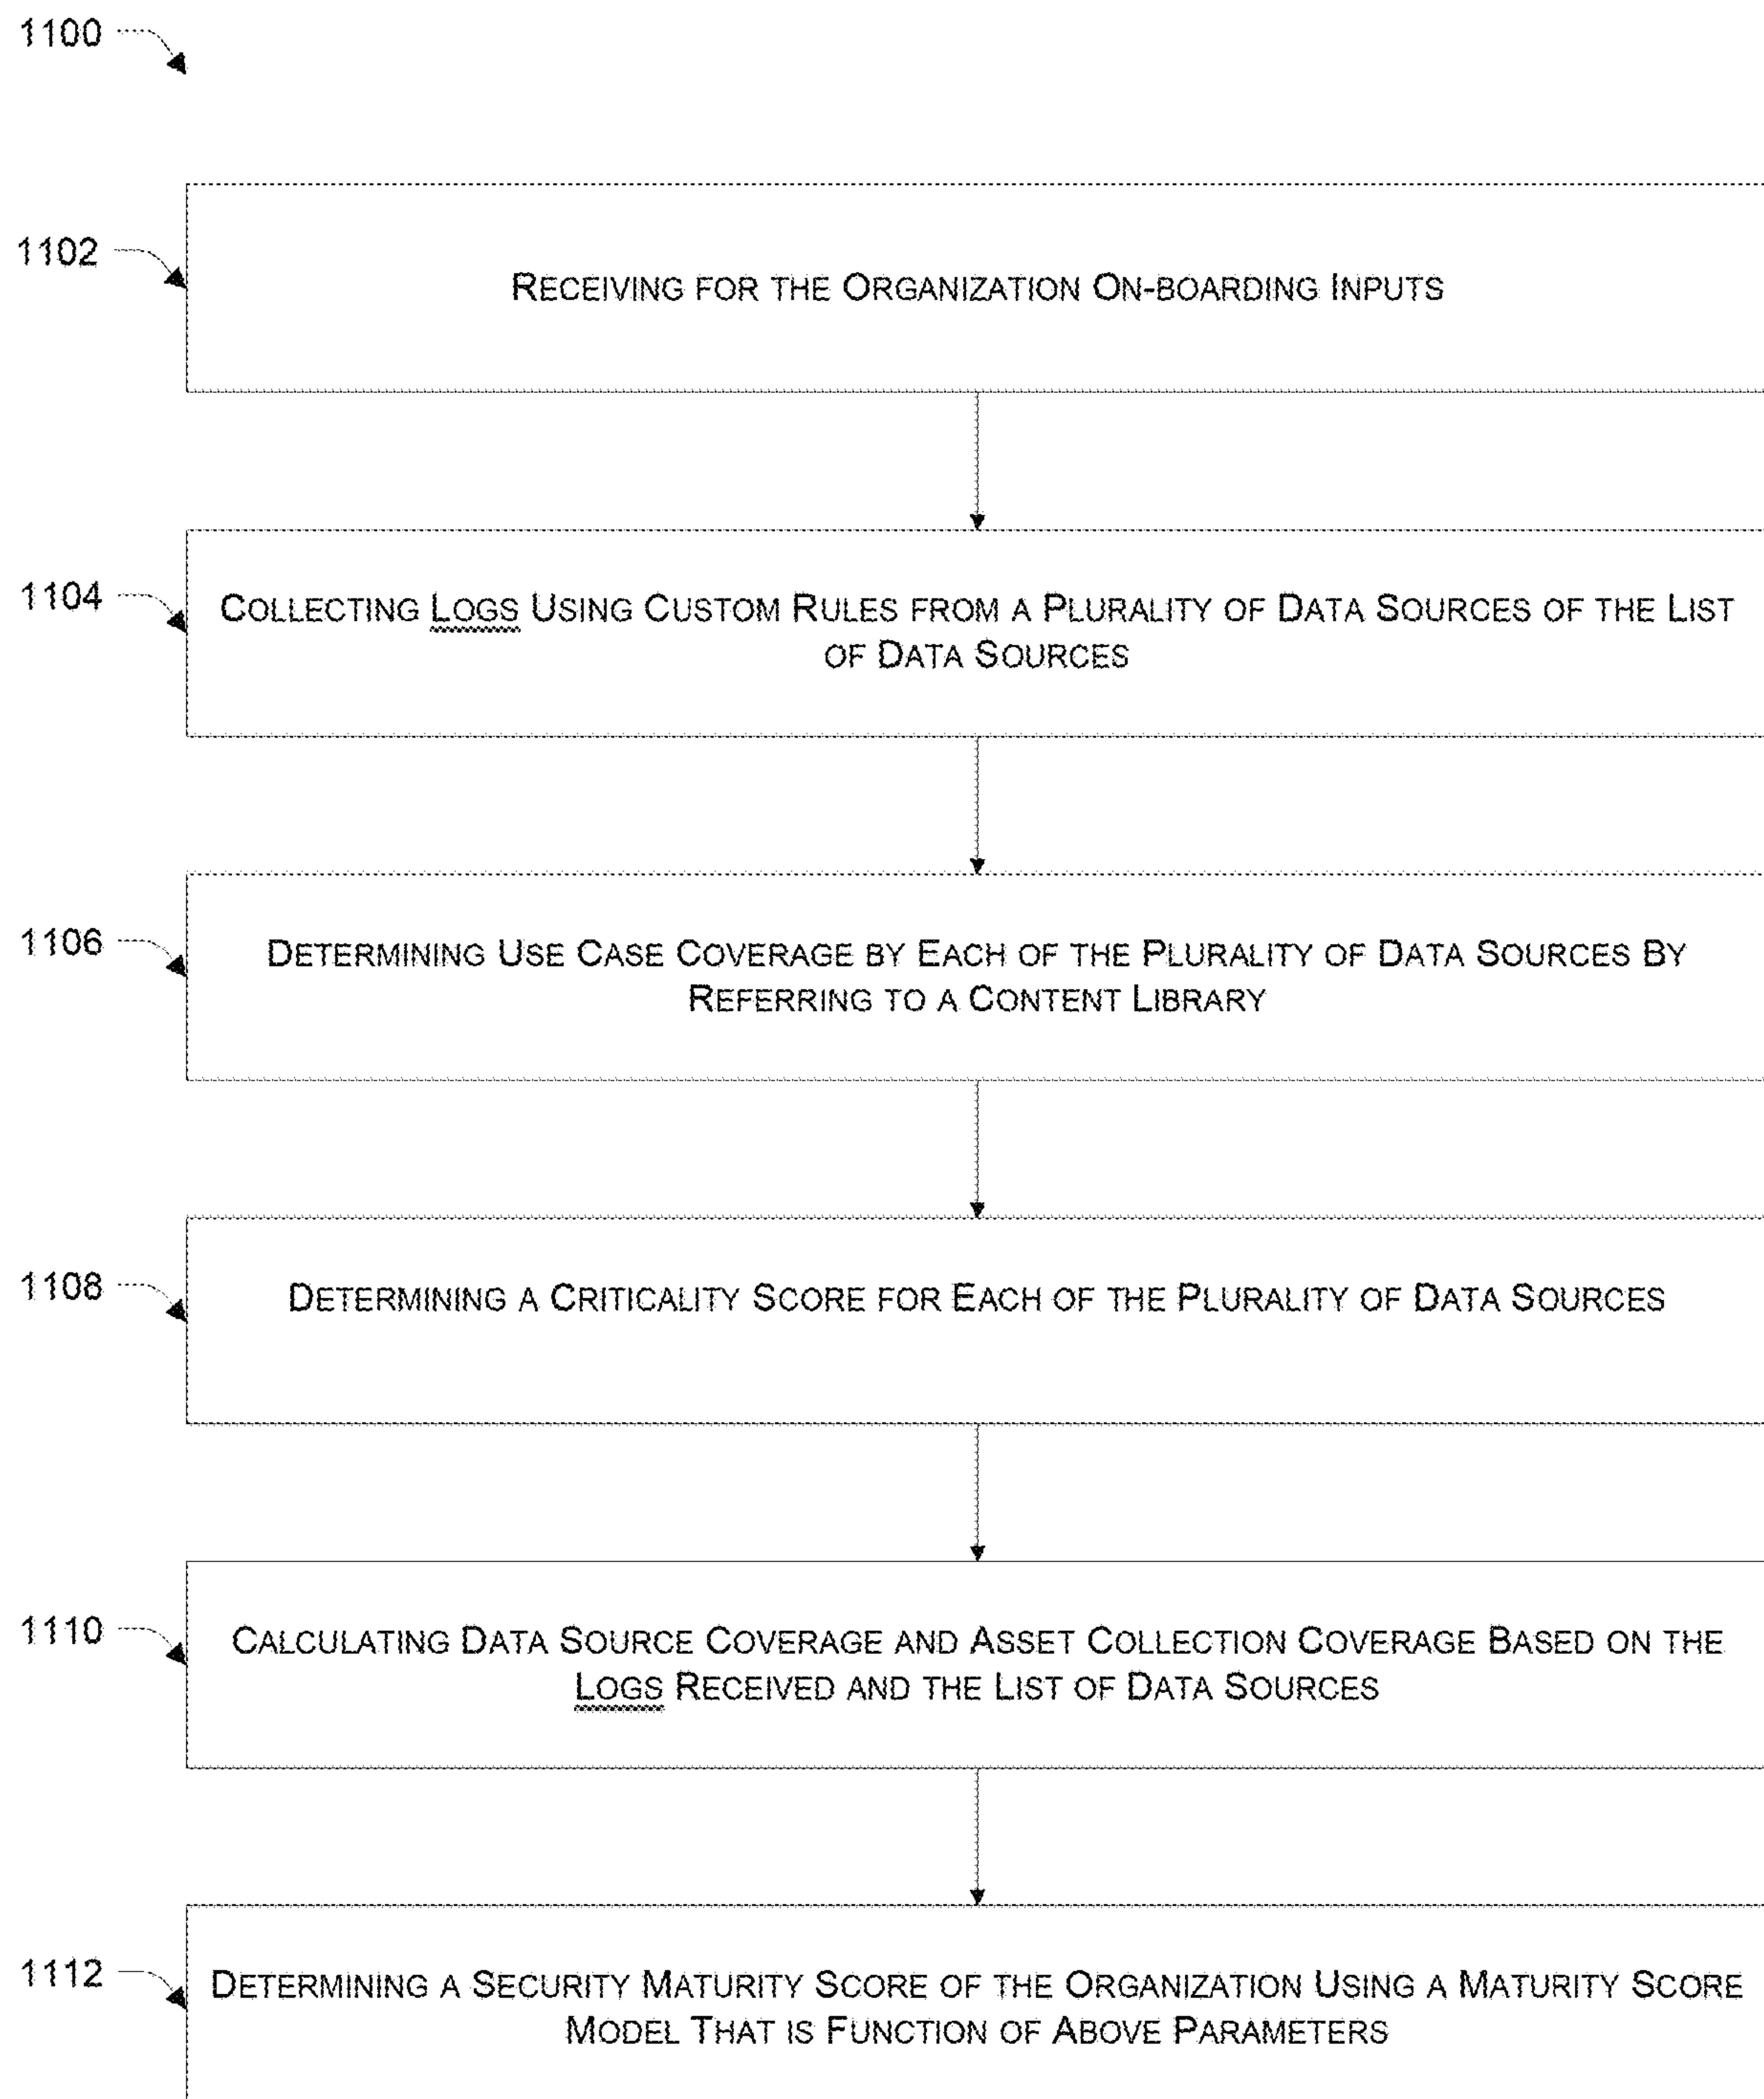 1100
1102
RECEIVING FOR THE ORGANIZATION ON-BOARDING INPUTS
1104
COLLECTING LOGS USING CUSTOM RULES FROM A PLURALITY OF DATA SOURCES OF THE LIST
OF DATA SOURCES
1106
DETERMINING USE CASE COVERAGE BY EACH OF THE PLURALITY OF DATA SOURCES BY
REFERRING TO A CONTENT LIBRARY
1108
DETERMINING A CRITICALITY SCORE FOR EACH OF THE PLURALITY OF DATA SOURCES
1110
CALCULATING DATA SOURCE COVERAGE AND ASSET COLLECTION COVERAGE BASED ON THE
LOGS RECEIVED AND THE LIST OF DATA SOURCES
1112
DETERMINING A SECURITY MATURITY SCORE OF THE ORGANIZATION USING A MATURITY SCORE
MODEL THAT IS FUNCTION OF ABOVE PARAMETERS